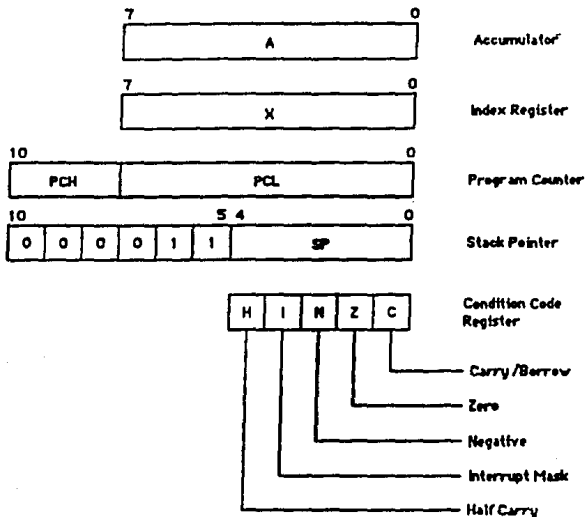 7 0
A Accumulator
7 0
X Index Register
10 0
PCH PCL Program Counter
10 5 4 0
0 0 0 0 1 1 SP Stack Pointer
H I N Z C Condition Code
Register
Carry/Borrow
Zero
Negative
Interrupt Mask
Half Carry